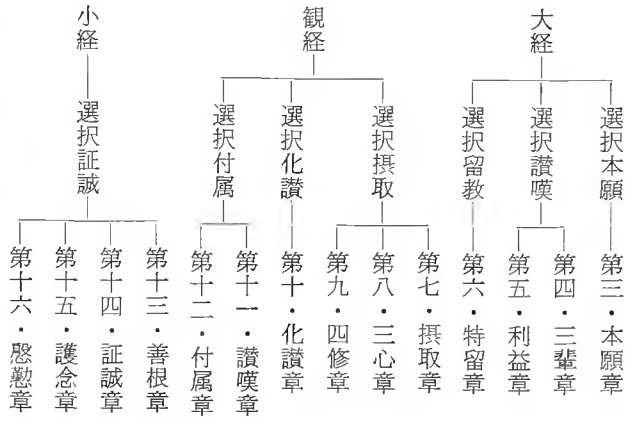 大経
選択本願
第三・本願章
選択讃嘆
第四・三輩章
第五・利益章
選択留教
第六・特留章
観経
選択摂取
第七・摂取章
第八・三心章
第九・四修章
選択化讃
第十・化讃章
選択付属
第十一・讃嘆章
第十二・付属章
小経
選択証誠
第十三・善根章
第十四・証誠章
第十五・護念章
第十六・慇懃章